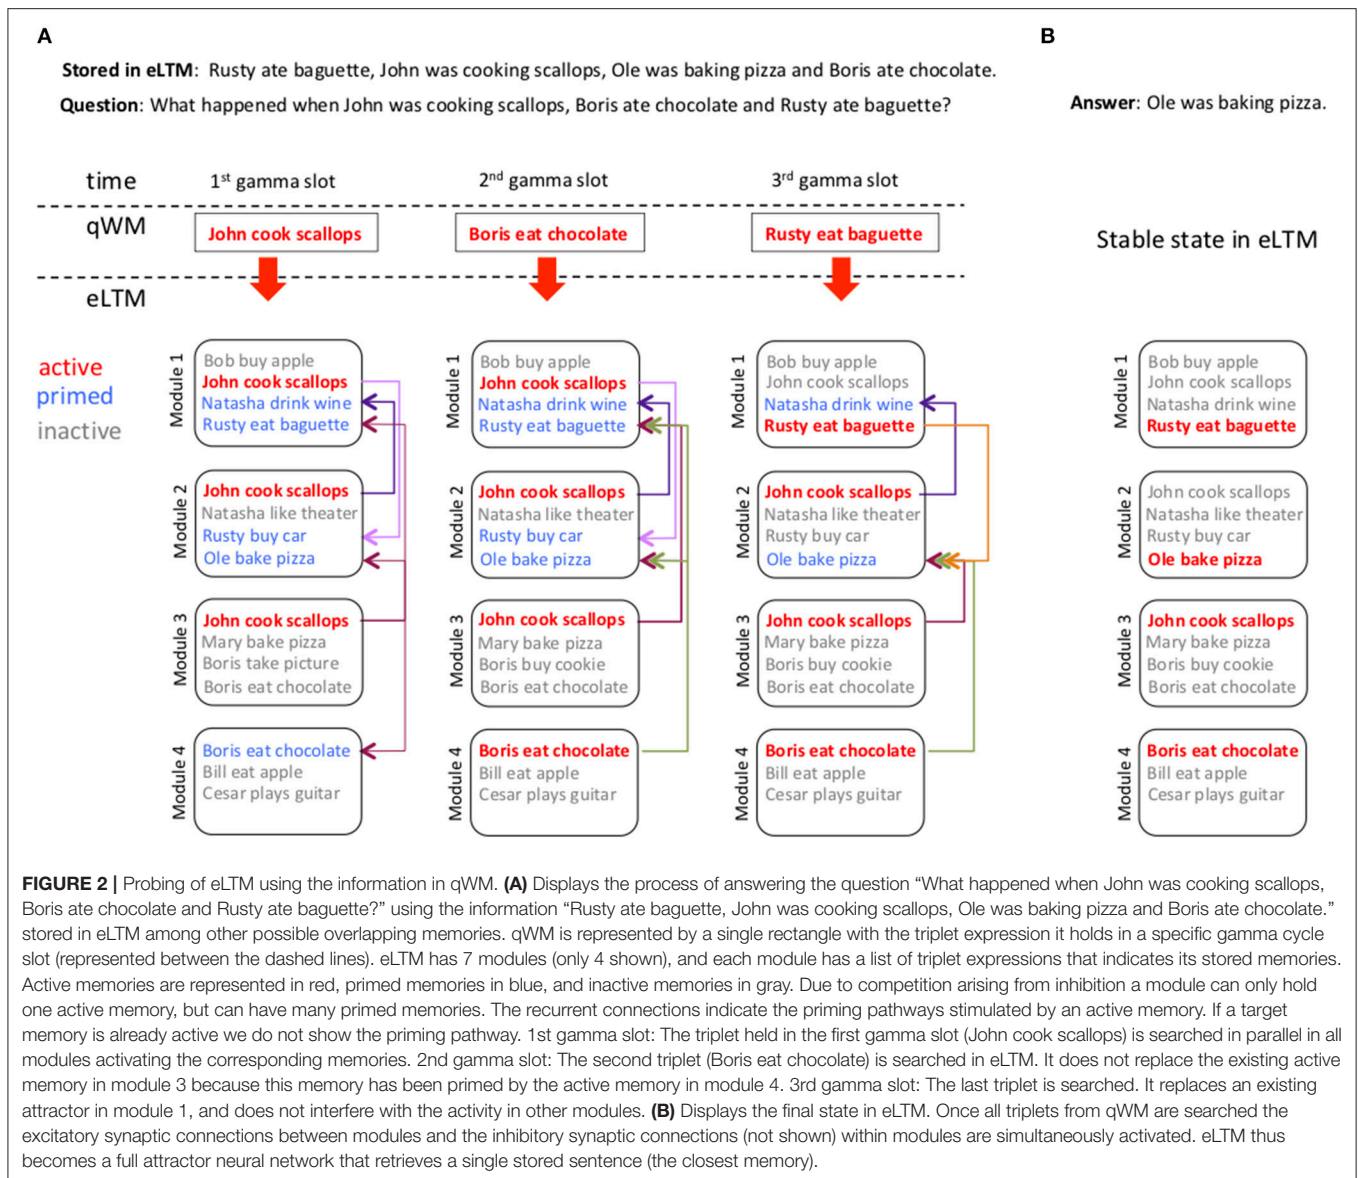 A
B
Stored in eLTM: Rusty ate baguette, John was cooking scallops, Ole was baking pizza and Boris ate chocolate.
Question: What happened when John was cooking scallops, Boris ate chocolate and Rusty ate baguette?
Answer: Ole was baking pizza.
time
1st gamma slot
2nd gamma slot
3rd gamma slot
qWM
John cook scallops
Boris eat chocolate
Rusty eat baguette
Stable state in eLTM
eLTM
active
primed
inactive
Module 1
Bob buy apple
John cook scallops
Natasha drink wine
Rusty eat baguette
Module 2
John cook scallops
Natasha like theater
Rusty buy car
Ole bake pizza
Module 3
John cook scallops
Mary bake pizza
Boris take picture
Boris eat chocolate
Module 4
Boris eat chocolate
Bill eat apple
Cesar plays guitar
Module 1
Bob buy apple
John cook scallops
Natasha drink wine
Rusty eat baguette
Module 2
John cook scallops
Natasha like theater
Rusty buy car
Ole bake pizza
Module 3
John cook scallops
Mary bake pizza
Boris buy cookie
Boris eat chocolate
Module 4
Boris eat chocolate
Bill eat apple
Cesar plays guitar
Module 1
Bob buy apple
John cook scallops
Natasha drink wine
Rusty eat baguette
Module 2
John cook scallops
Natasha like theater
Rusty buy car
Ole bake pizza
Module 3
John cook scallops
Mary bake pizza
Boris buy cookie
Boris eat chocolate
Module 4
Boris eat chocolate
Bill eat apple
Cesar plays guitar
Module 1
Bob buy apple
John cook scallops
Natasha drink wine
Rusty eat baguette
Module 2
John cook scallops
Natasha like theater
Rusty buy car
Ole bake pizza
Module 3
John cook scallops
Mary bake pizza
Boris buy cookie
Boris eat chocolate
Module 4
Boris eat chocolate
Bill eat apple
Cesar plays guitar
FIGURE 2 | Probing of eLTM using the information in qWM. (A) Displays the process of answering the question “What happened when John was cooking scallops,
Boris ate chocolate and Rusty ate baguette?” using the information “Rusty ate baguette, John was cooking scallops, Ole was baking pizza and Boris ate chocolate.”
stored in eLTM among other possible overlapping memories. qWM is represented by a single rectangle with the triplet expression it holds in a specific gamma cycle
slot (represented between the dashed lines). eLTM has 7 modules (only 4 shown), and each module has a list of triplet expressions that indicates its stored memories.
Active memories are represented in red, primed memories in blue, and inactive memories in gray. Due to competition arising from inhibition a module can only hold
one active memory, but can have many primed memories. The recurrent connections indicate the priming pathways stimulated by an active memory. If a target
memory is already active we do not show the priming pathway. 1st gamma slot: The triplet held in the first gamma slot (John cook scallops) is searched in parallel in all
modules activating the corresponding memories. 2nd gamma slot: The second triplet (Boris eat chocolate) is searched in eLTM. It does not replace the existing active
memory in module 3 because this memory has been primed by the active memory in module 4. 3rd gamma slot: The last triplet is searched. It replaces an existing
attractor in module 1, and does not interfere with the activity in other modules. (B) Displays the final state in eLTM. Once all triplets from qWM are searched the
excitatory synaptic connections between modules and the inhibitory synaptic connections (not shown) within modules are simultaneously activated. eLTM thus
becomes a full attractor neural network that retrieves a single stored sentence (the closest memory).